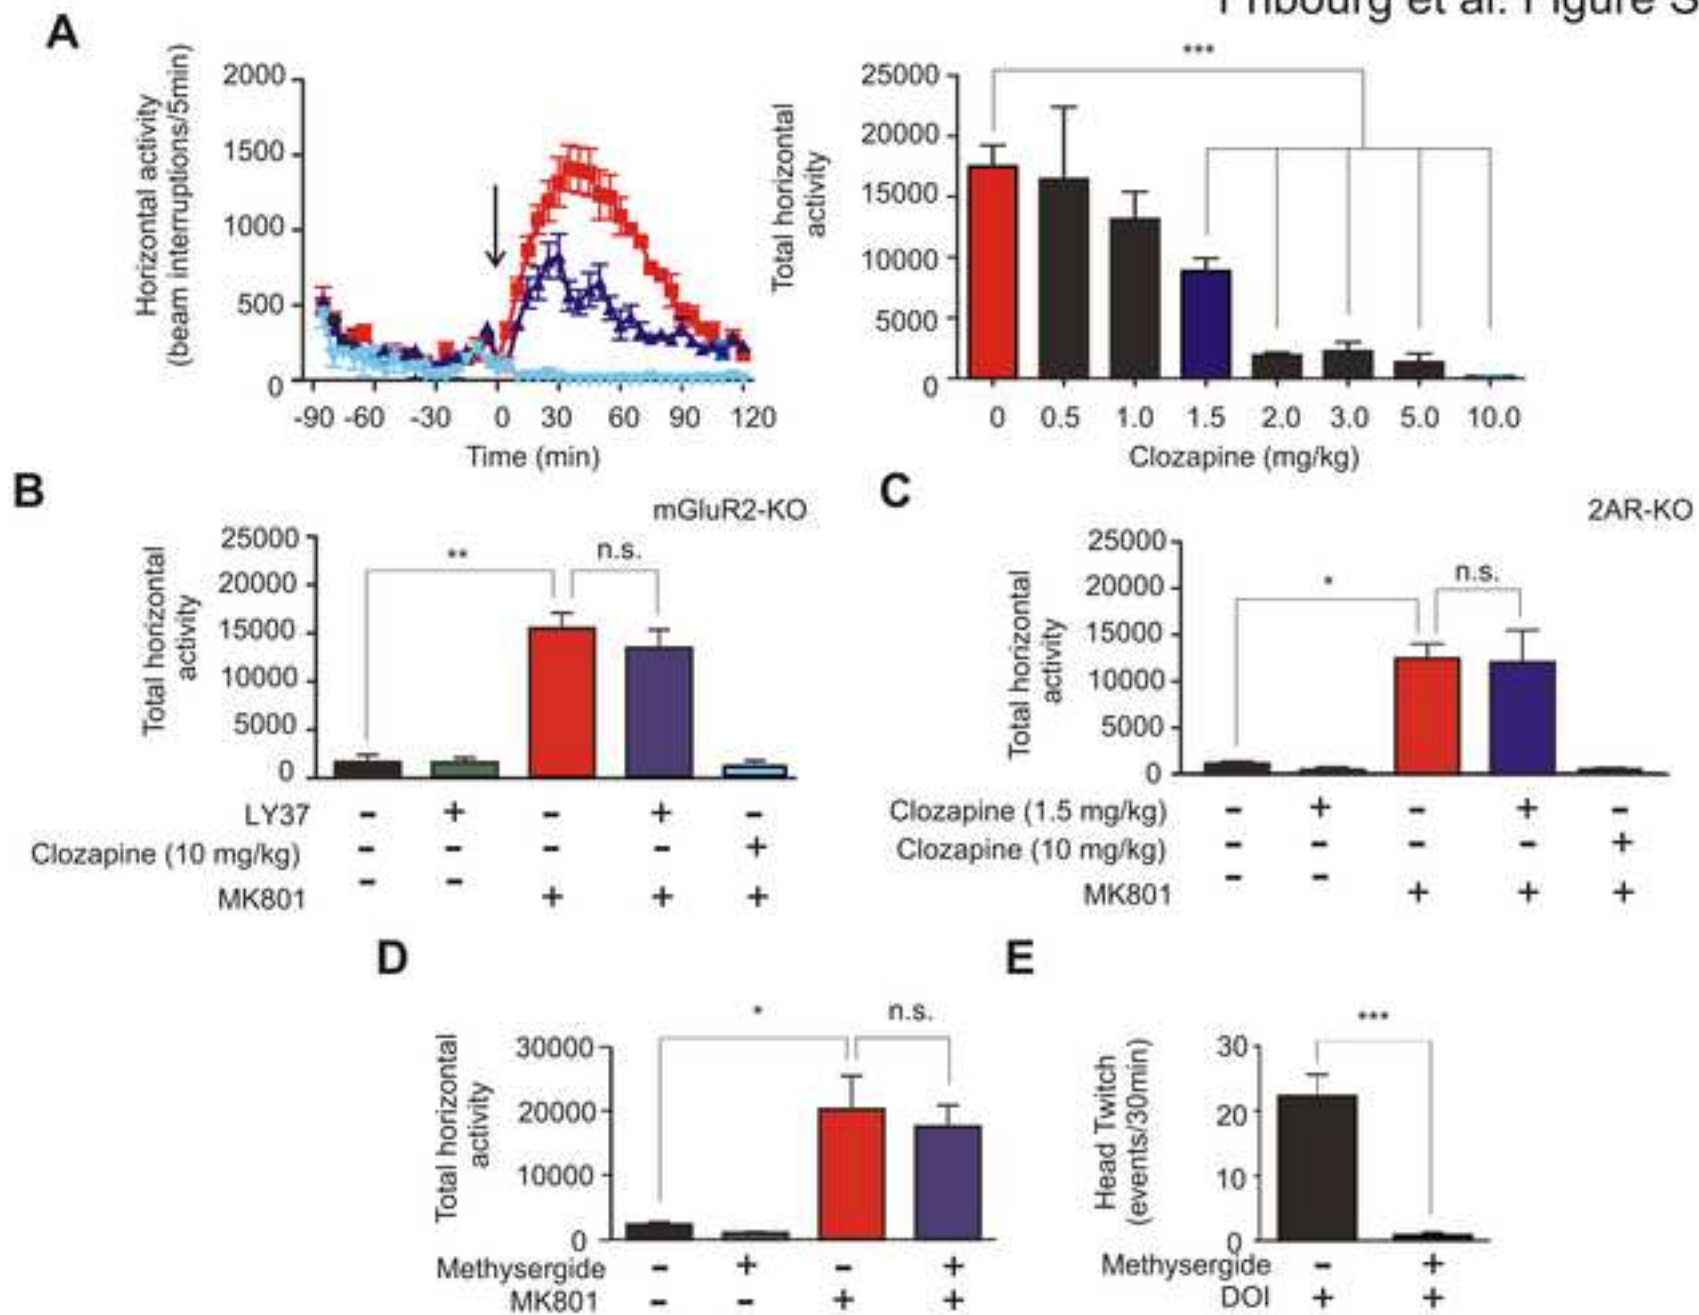 Fribourg et al. Figure S
A
Horizontal activity
(beam interruptions/5min)
2000
1500
1000
500
0
-90 -60 -30 0 30 60 90 120
Time (min)
Total horizontal
activity
25000
20000
15000
10000
5000
0
***
0 0.5 1.0 1.5 2.0 3.0 5.0 10.0
Clozapine (mg/kg)
B
mGluR2-KO
Total horizontal
activity
25000
20000
15000
10000
5000
0
** n.s.
LY37 - + - + -
Clozapine (10 mg/kg) - - - - +
MK801 - - + + +
C
2AR-KO
Total horizontal
activity
25000
20000
15000
10000
5000
0
* n.s.
Clozapine (1.5 mg/kg) - + - + -
Clozapine (10 mg/kg) - - - - +
MK801 - - + + +
D
Total horizontal
activity
30000
20000
10000
0
* n.s.
Methysergide - + - +
MK801 - - + +
E
Head Twitch
(events/30min)
30
20
10
0
***
Methysergide - +
DOI + +